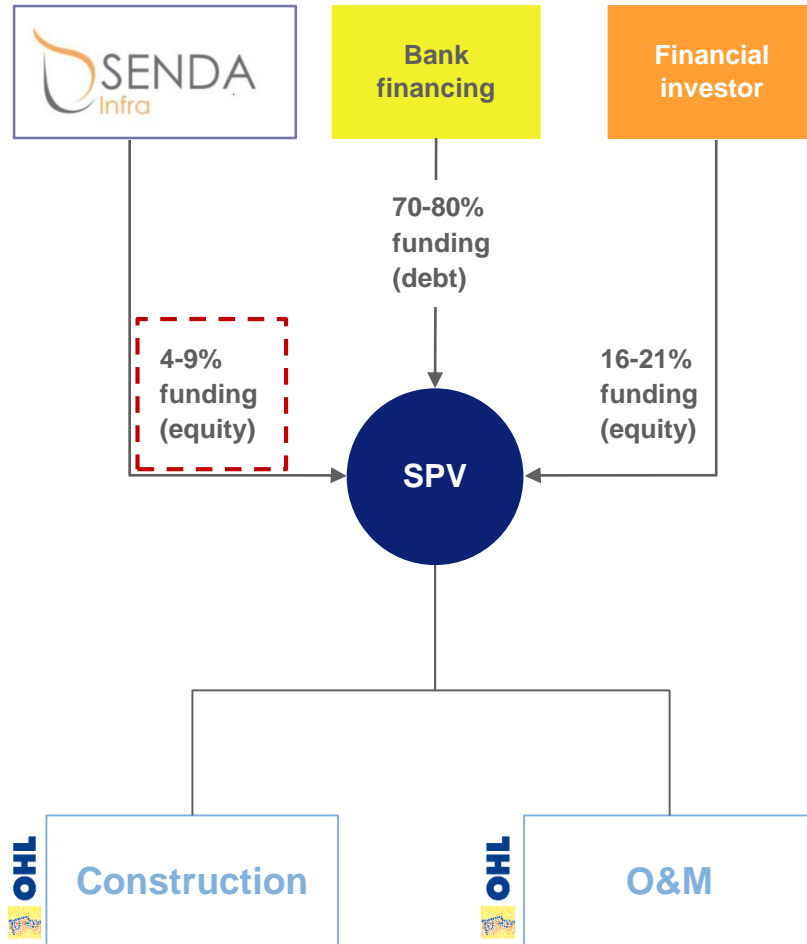 SENDA
Infra
Bank
financing
Financial
investor
70-80%
funding
(debt)
4-9%
funding
(equity)
16-21%
funding
(equity)
SPV
OHL
Construction
OHL
O&M